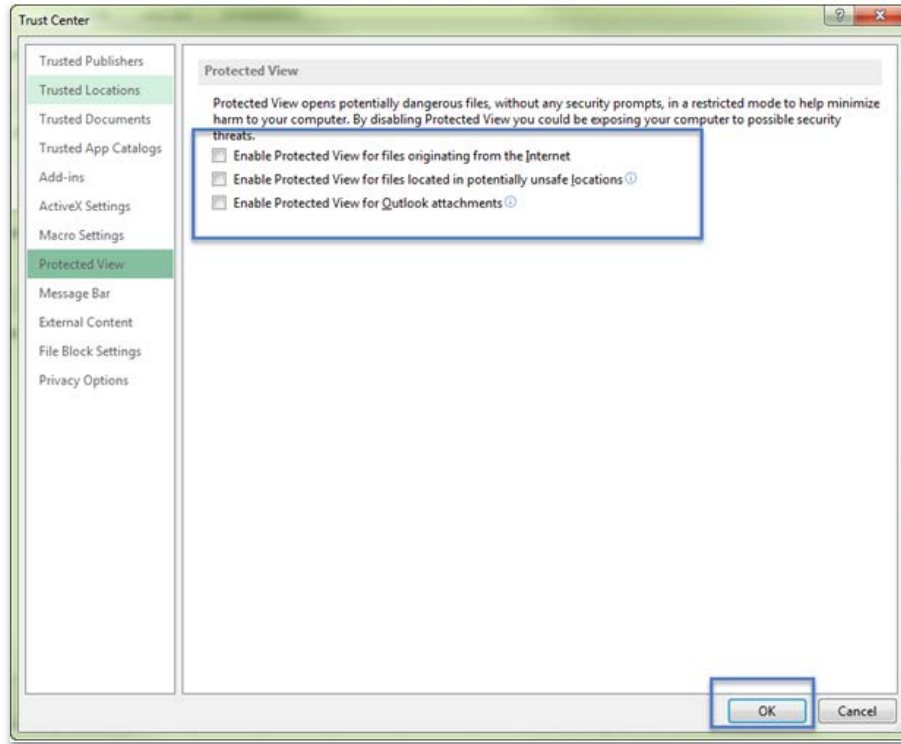 Trust Center
Trusted Publishers
Trusted Locations
Trusted Documents
Trusted App Catalogs
Add-ins
ActiveX Settings
Macro Settings
Protected View
Message Bar
External Content
File Block Settings
Privacy Options
Protected View
Protected View opens potentially dangerous files, without any security prompts, in a restricted mode to help minimize
harm to your computer. By disabling Protected View you could be exposing your computer to possible security
threats.
Enable Protected View for files originating from the Internet
Enable Protected View for files located in potentially unsafe locations
Enable Protected View for Outlook attachments
OK
Cancel